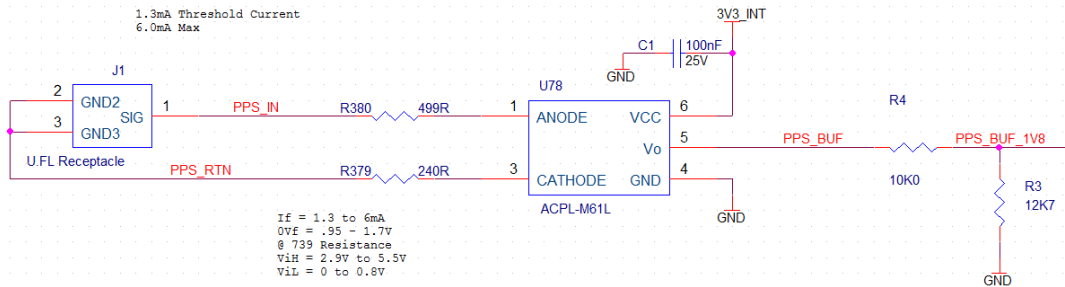 1.3mA Threshold Current
6.0mA Max
3V3_INT
C1
100nF
25V
GND
J1
U78
2
GND2
SIG
1
PPS_IN
R380
499R
1
ANODE
VCC
6
R4
3
GND3
Vo
5
PPS_BUF
PPS_BUF_1V8
U.FL Receptacle
PPS_RTN
R379
240R
3
CATHODE
GND
4
10K0
R3
12K7
ACPL-M61L
GND
If = 1.3 to 6mA
0Vf = .95 - 1.7V
@ 739 Resistance
ViH = 2.9V to 5.5V
ViL = 0 to 0.8V
GND